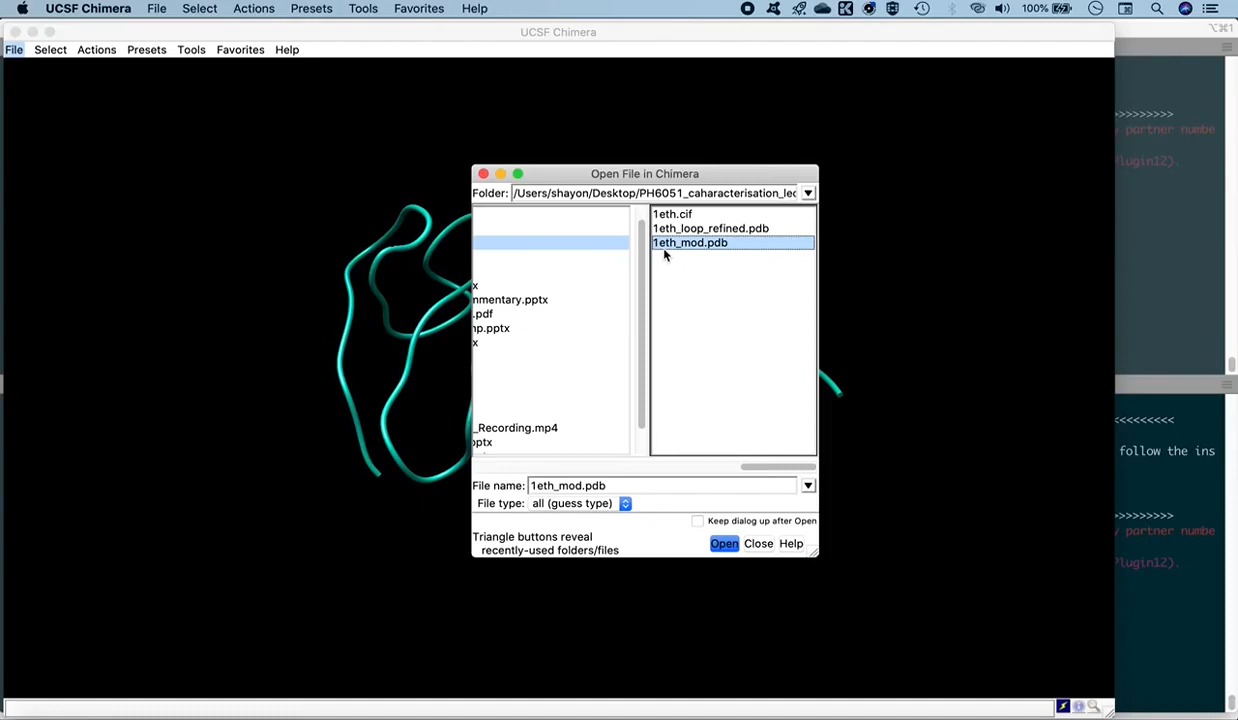 UCSF Chimera File Select Actions Presets Tools Favorites Help 100%
UCSF Chimera
⌥⌘1
File Select Actions Presets Tools Favorites Help
>>>>>>>>>
partner numbe
Plugin12).
Open File in Chimera
Folder: /Users/shayon/Desktop/PH6051_caharacterisation_lec
1eth.cif
1eth_loop_refined.pdb
1eth_mod.pdb
x
mmentary.pptx
.pdf
np.pptx
x
_Recording.mp4
pptx
File name: 1eth_mod.pdb
File type: all (guess type)
Keep dialog up after Open
Triangle buttons reveal
recently-used folders/files
Open Close Help
<<<<<<<<<
follow the ins
>>>>>>>>>
partner numbe
Plugin12).